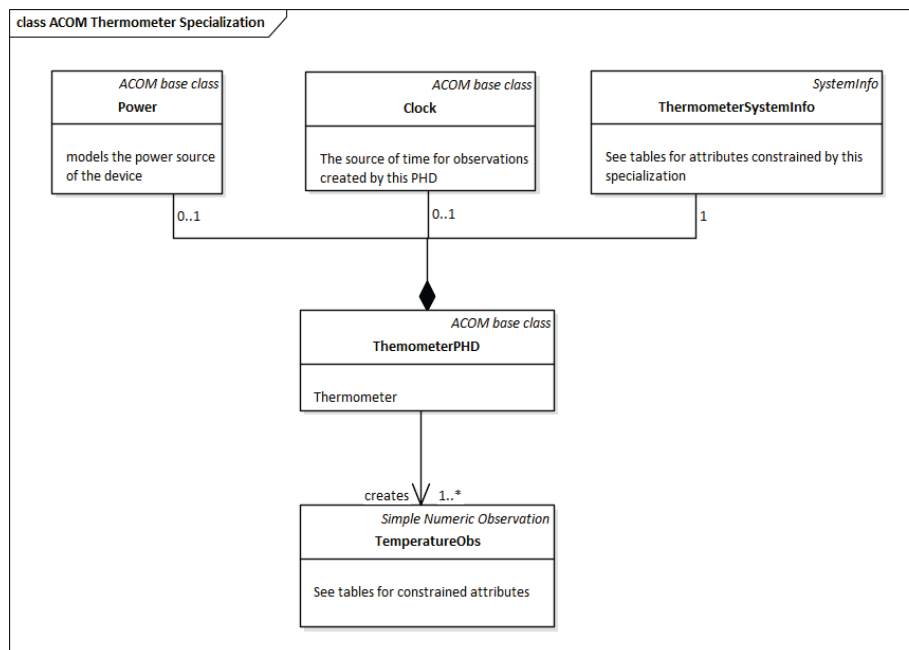 class ACOM Thermometer Specialization
ACOM base class
Power
models the power source
of the device
ACOM base class
Clock
The source of time for observations
created by this PHD
SystemInfo
ThermometerSystemInfo
See tables for attributes constrained by this
specialization
0..1
0..1
1
ACOM base class
ThemometerPHD
Thermometer
creates
1..*
Simple Numeric Observation
TemperatureObs
See tables for constrained attributes